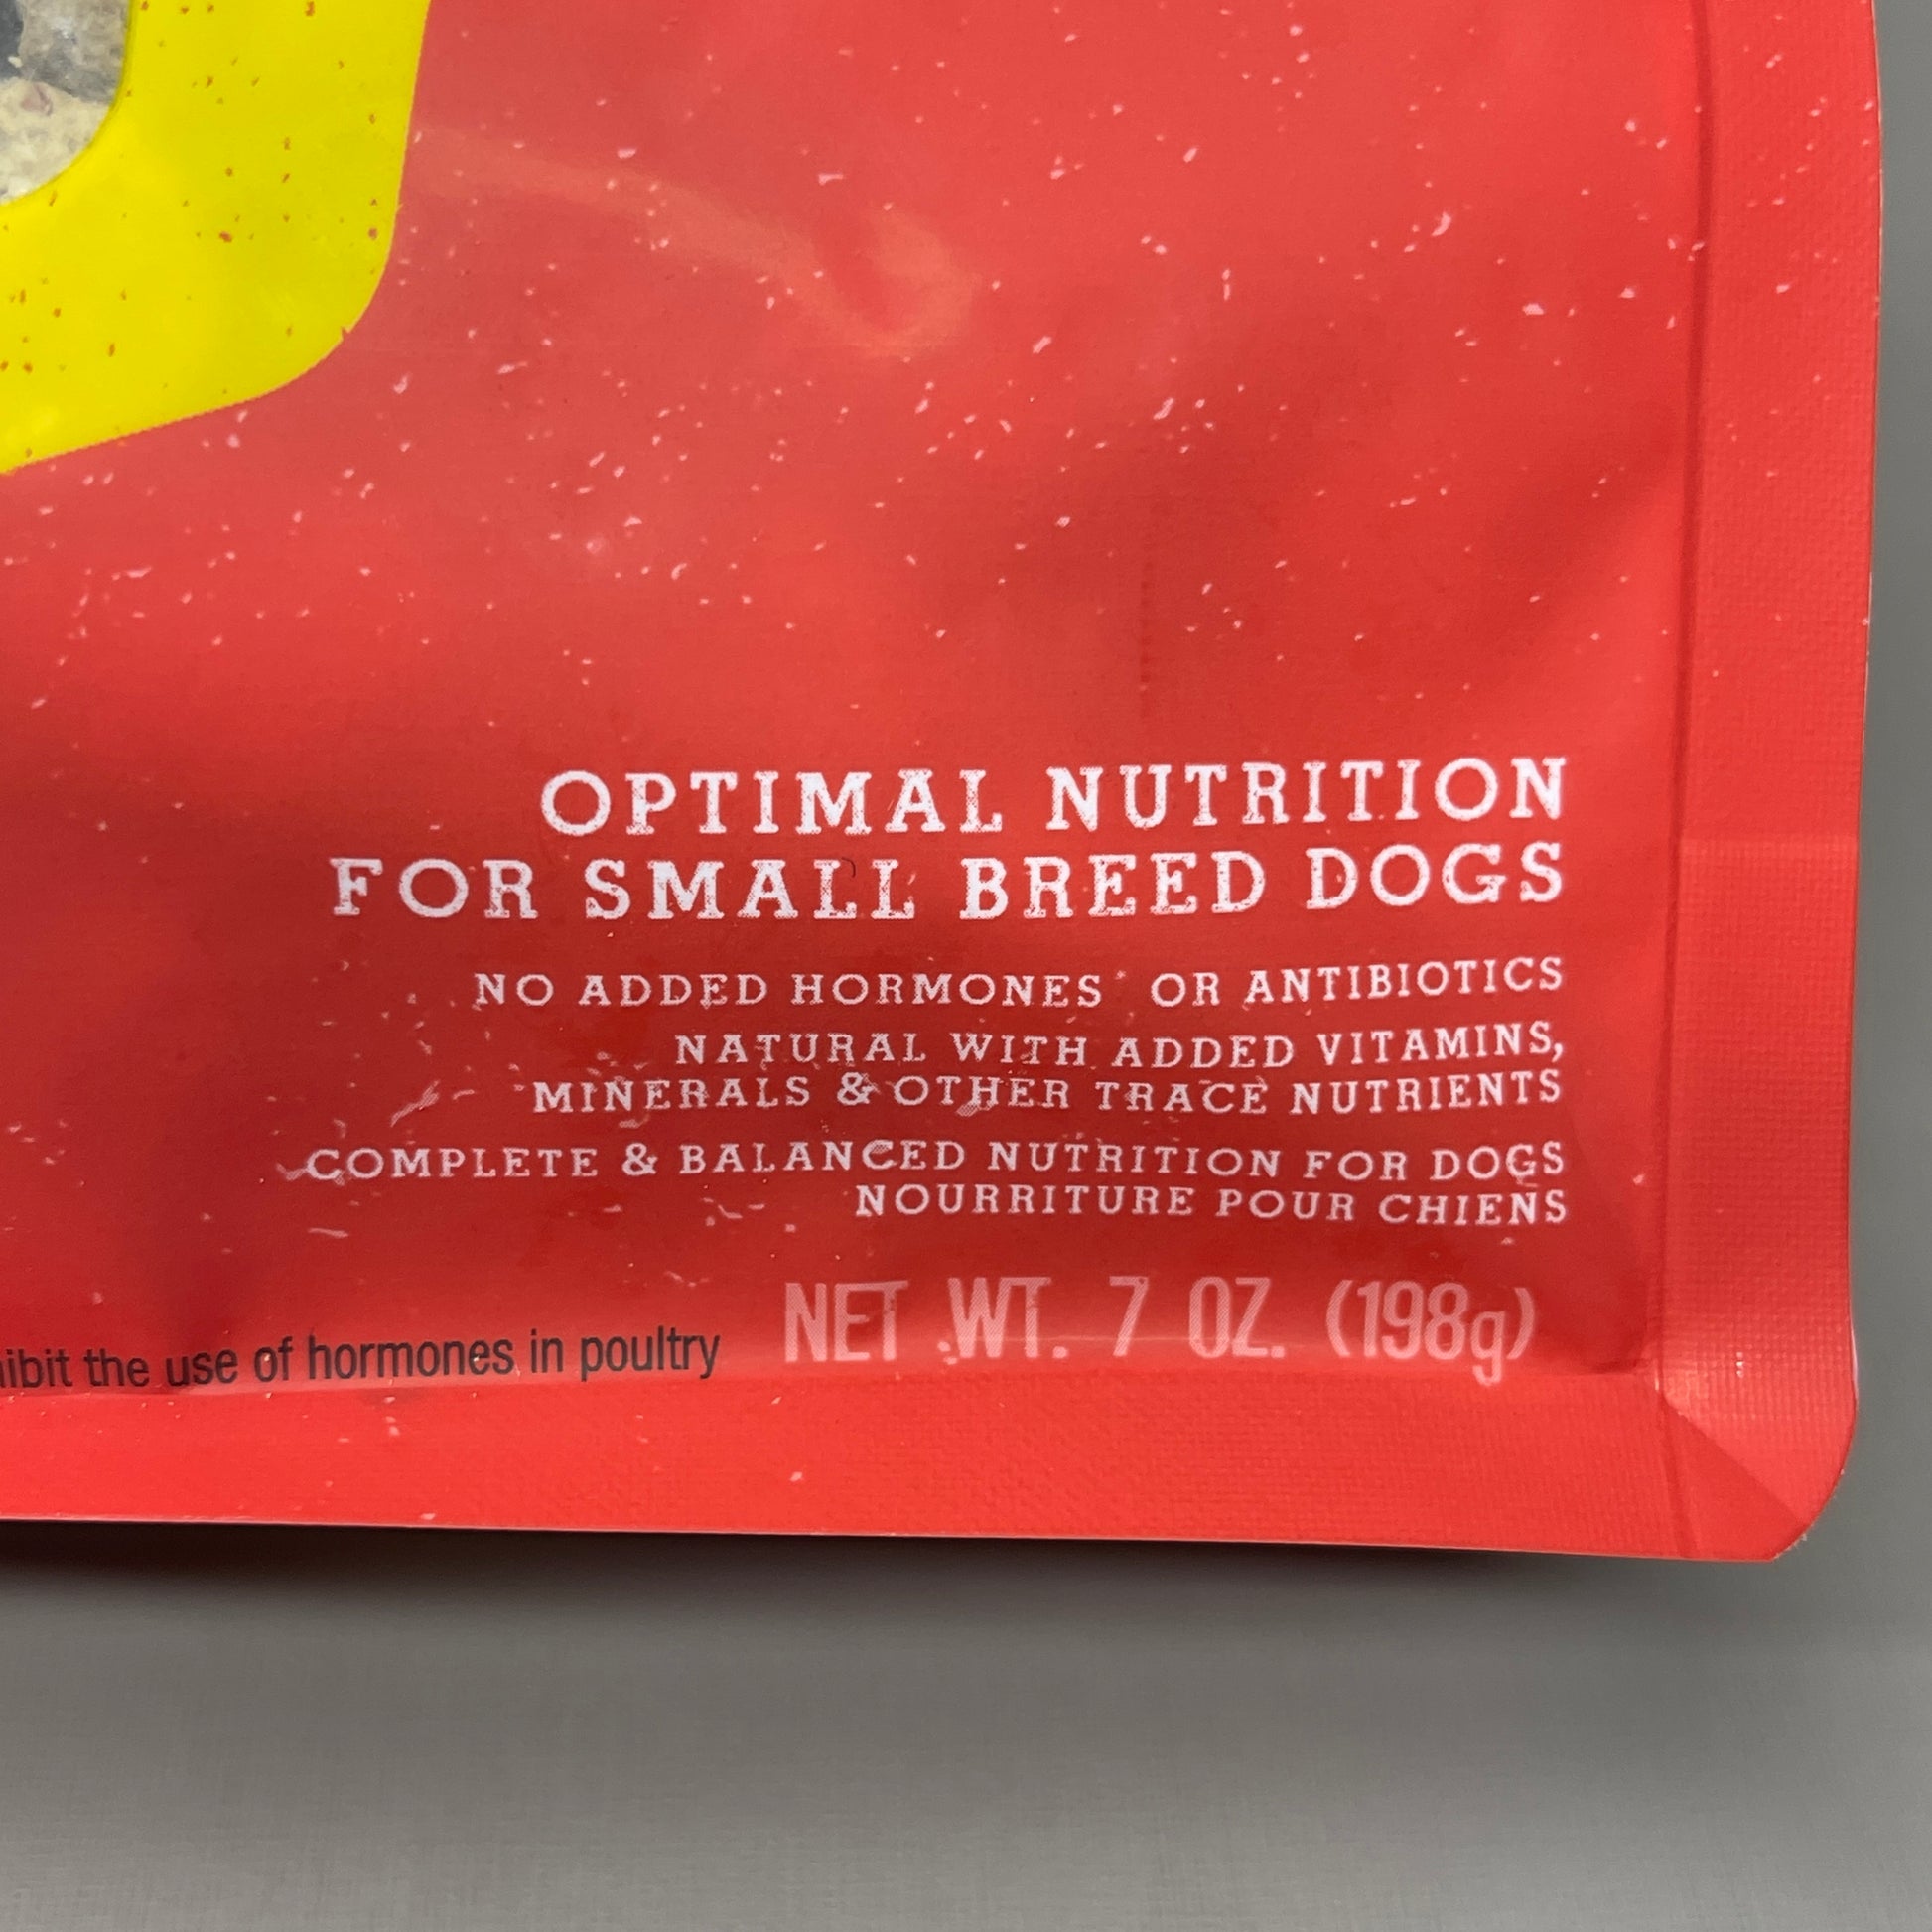 OPTIMAL NUTRITION
FOR SMALL BREED DOGS
NO ADDED HORMONES* OR ANTIBIOTICS
NATURAL WITH ADDED VITAMINS,
MINERALS & OTHER TRACE NUTRIENTS
COMPLETE & BALANCED NUTRITION FOR DOGS
NOURRITURE POUR CHIENS
NET WT. 7 OZ. (198g)
the use of hormones in poultry